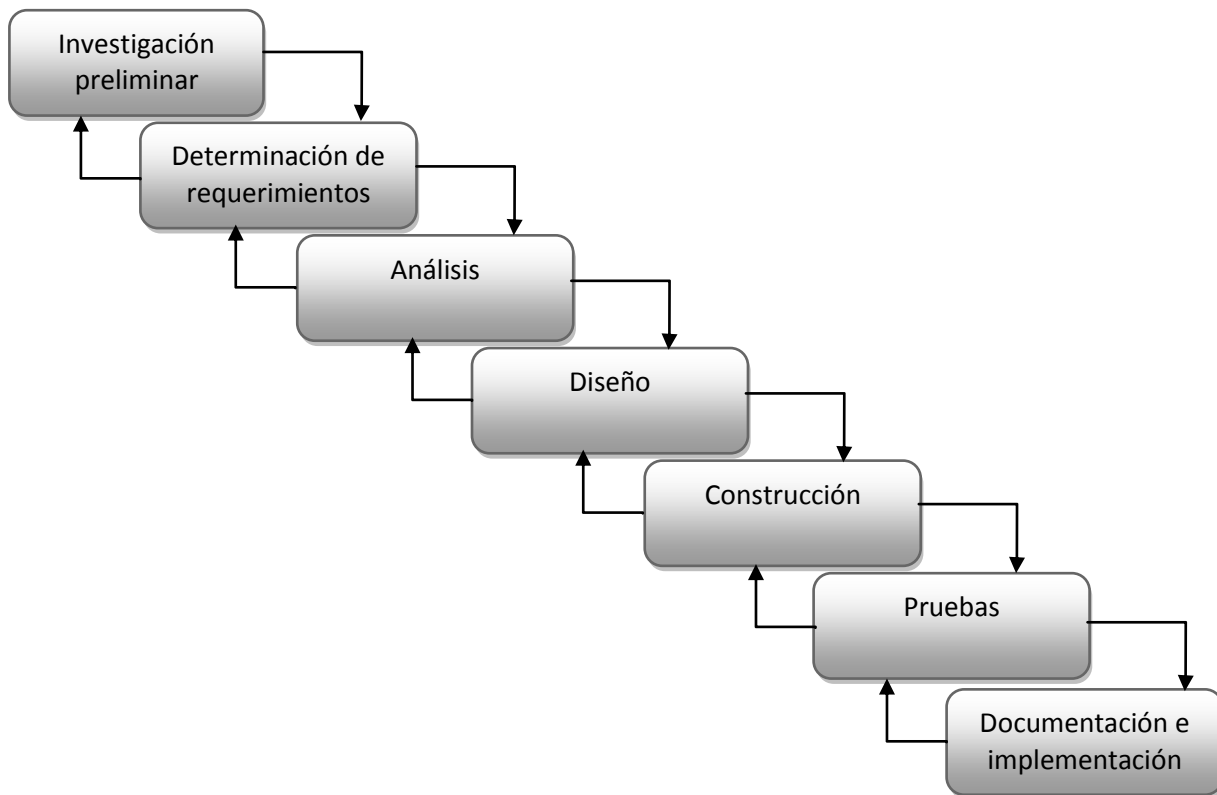 Investigación
preliminar
Determinación de
requerimientos
Análisis
Diseño
Construcción
Pruebas
Documentación e
implementación